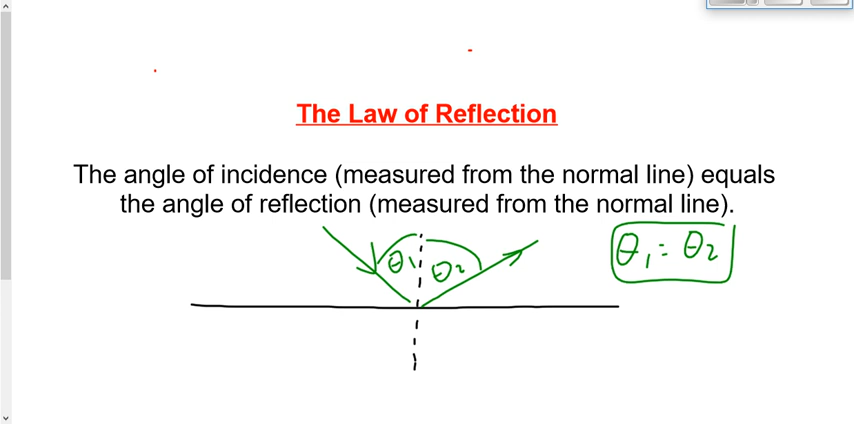 The Law of Reflection
The angle of incidence (measured from the normal line) equals
the angle of reflection (measured from the normal line).
θ₁ = θ₂
θ₁ θ₂